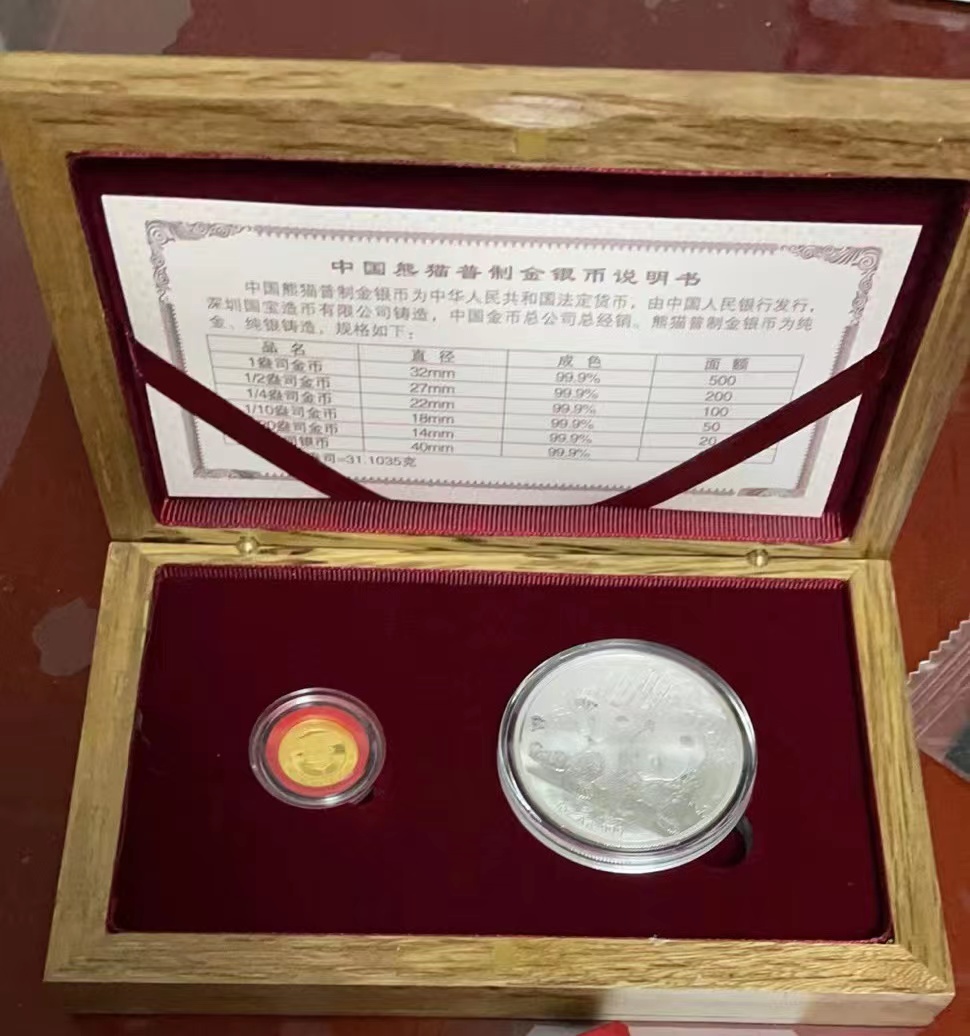 中国熊猫普制金银币说明书
中国熊猫普制金银币为中华人民共和国法定货币，由中国人民银行发行，
深圳国宝造币有限公司铸造，中国金币总公司总经销。熊猫普制金银币为纯
金、纯银铸造，规格如下：
品名 直径 成色 面额
1盎司金币 32mm 99.9% 500
1/2盎司金币 27mm 99.9% 200
1/4盎司金币 22mm 99.9% 100
1/10盎司金币 18mm 99.9% 50
20盎司金币 14mm 99.9% 20
银币 40mm 99.9%
司=31.1035克